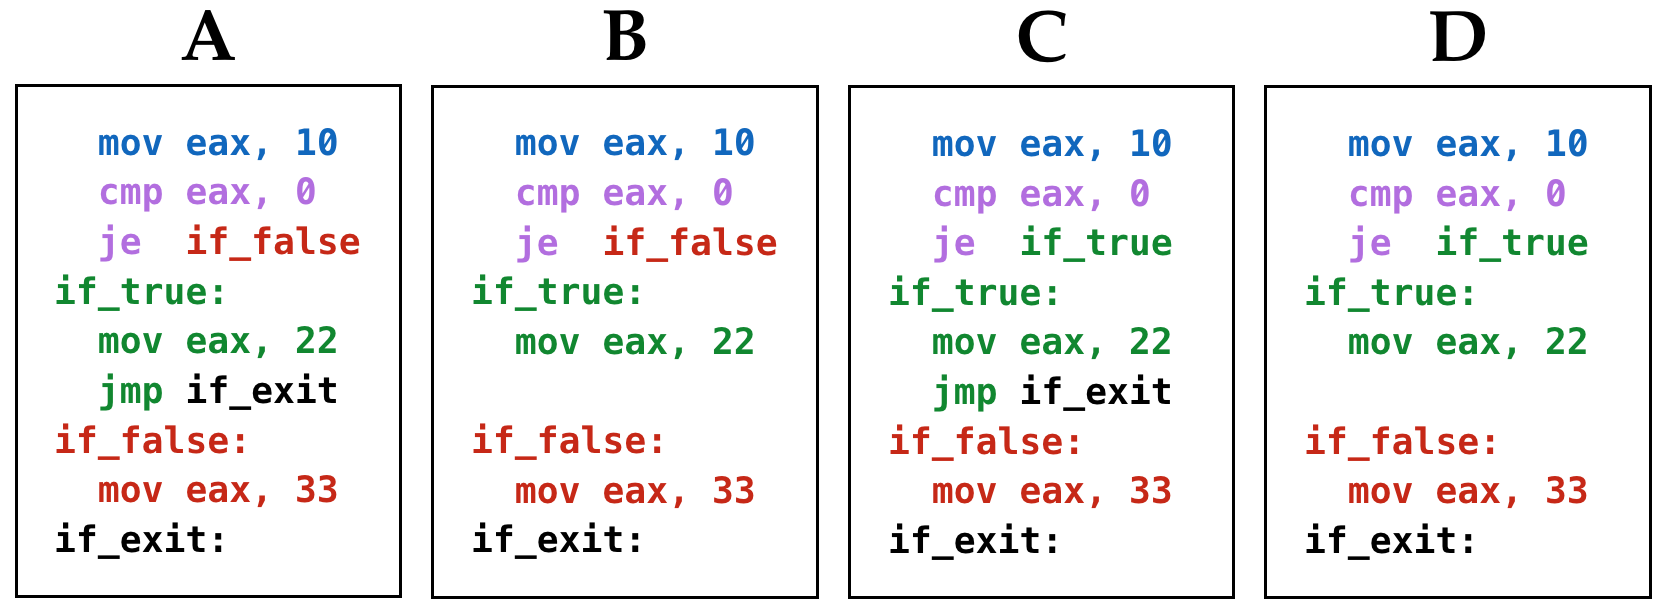 A
mov eax, 10
cmp eax, 0
je if_false
if_true:
mov eax, 22
jmp if_exit
if_false:
mov eax, 33
if_exit:
B
mov eax, 10
cmp eax, 0
je if_false
if_true:
mov eax, 22
if_false:
mov eax, 33
if_exit:
C
mov eax, 10
cmp eax, 0
je if_true
if_true:
mov eax, 22
jmp if_exit
if_false:
mov eax, 33
if_exit:
D
mov eax, 10
cmp eax, 0
je if_true
if_true:
mov eax, 22
if_false:
mov eax, 33
if_exit: